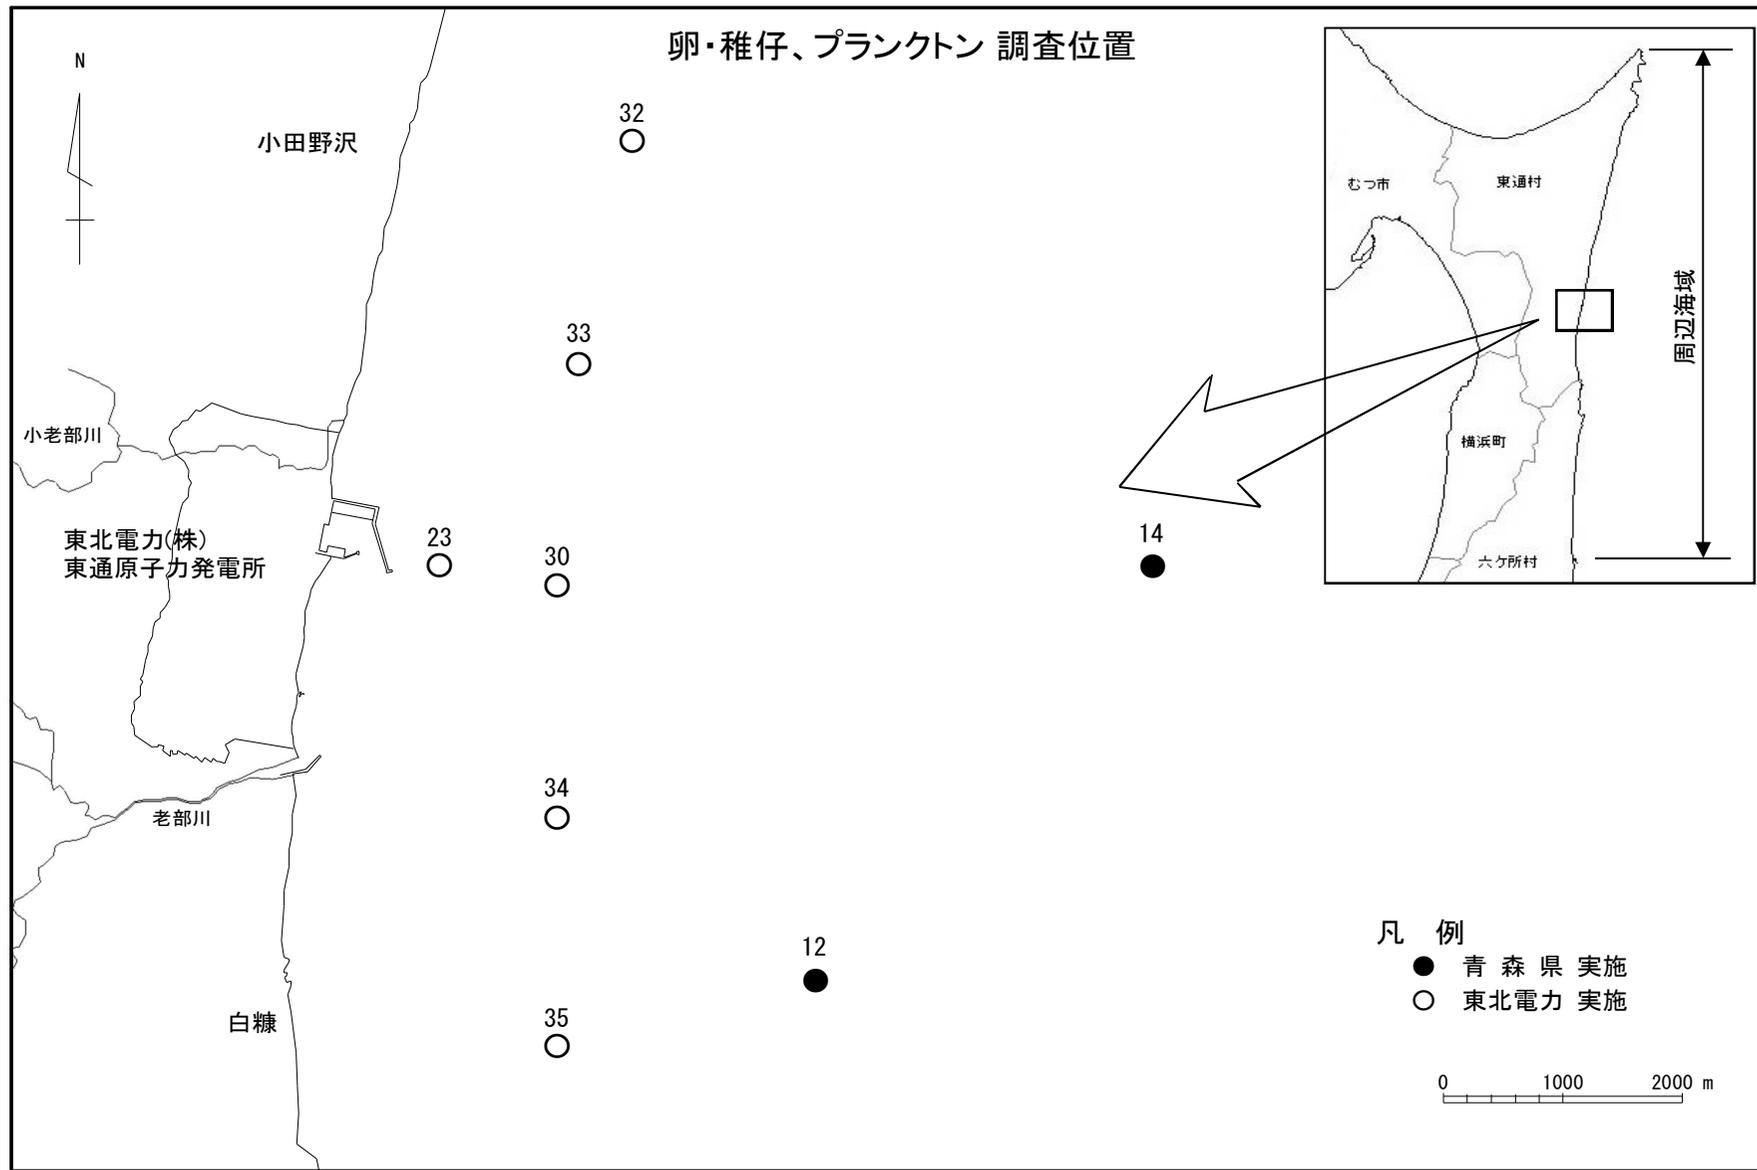 卵・稚仔、プランクトン 調査位置
N
小田野沢
32
33
小老部川
東北電力(株)
東通原子力発電所
23
30
14
34
老部川
12
白糠
35
むつ市
東通村
周辺海域
横浜町
六ケ所村
凡 例
● 青 森 県 実施
○ 東北電力 実施
0 1000 2000 m